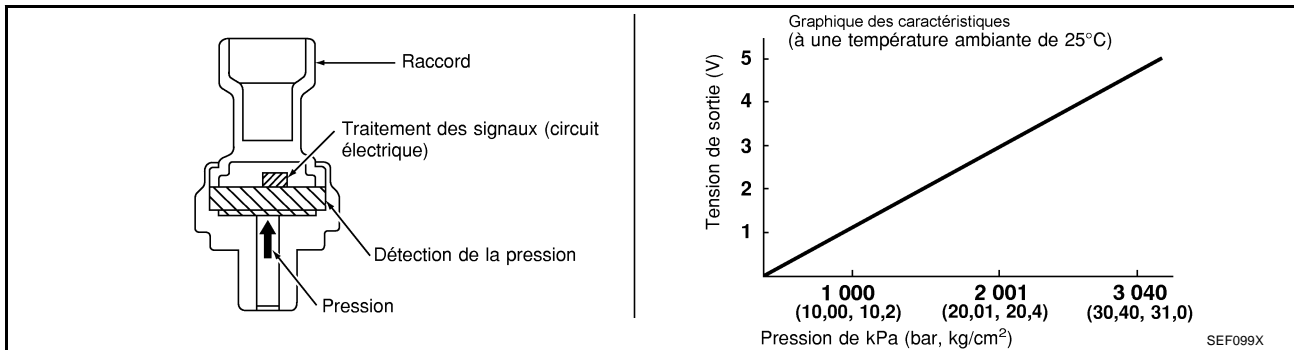 Raccord
Traitement des signaux (circuit
électrique)
Détection de la pression
Pression
Graphique des caractéristiques
(à une température ambiante de 25°C)
Tension de sortie (V)
5
4
3
2
1
1 000 2 001 3 040
(10,00, 10,2) (20,01, 20,4) (30,40, 31,0)
Pression de kPa (bar, kg/cm²)
SEF099X